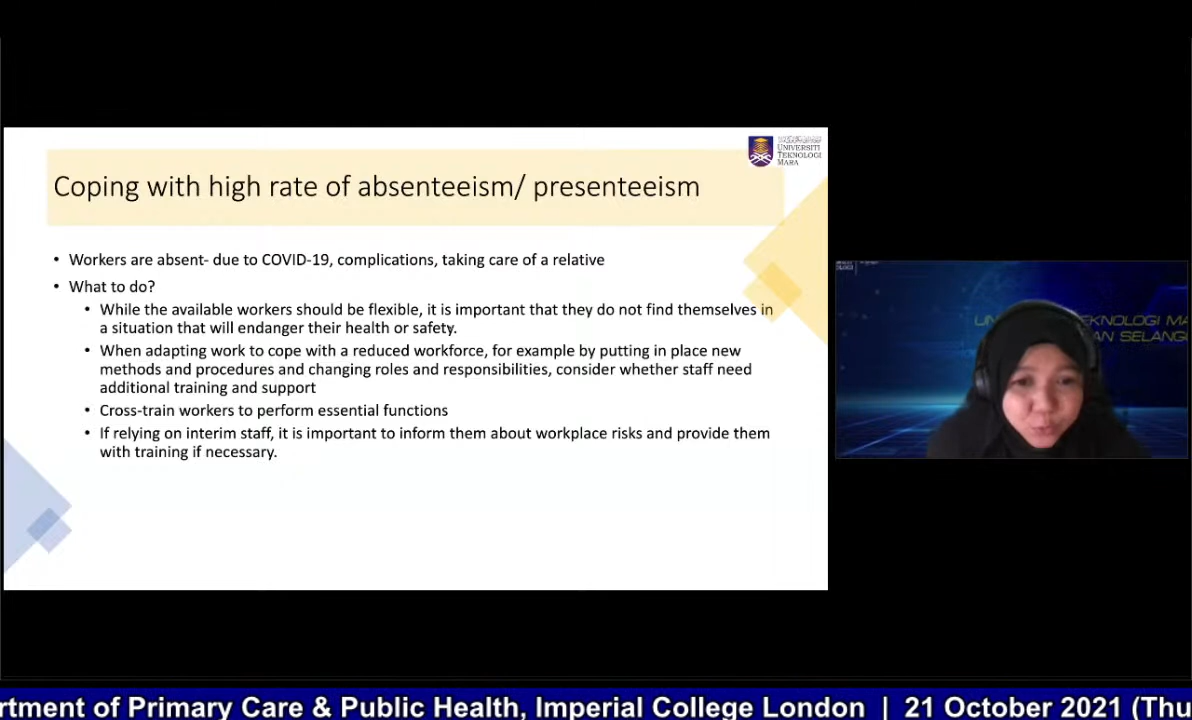 UNIVERSITI
TEKNOLOGI
MARA
Coping with high rate of absenteeism/ presenteeism
• Workers are absent- due to COVID-19, complications, taking care of a relative
• What to do?
• While the available workers should be flexible, it is important that they do not find themselves in
a situation that will endanger their health or safety.
• When adapting work to cope with a reduced workforce, for example by putting in place new
methods and procedures and changing roles and responsibilities, consider whether staff need
additional training and support
• Cross-train workers to perform essential functions
• If relying on interim staff, it is important to inform them about workplace risks and provide them
with training if necessary.
UN EKNOLOGI MA
AN SELANG
rtment of Primary Care & Public Health, Imperial College London | 21 October 2021 (Thu